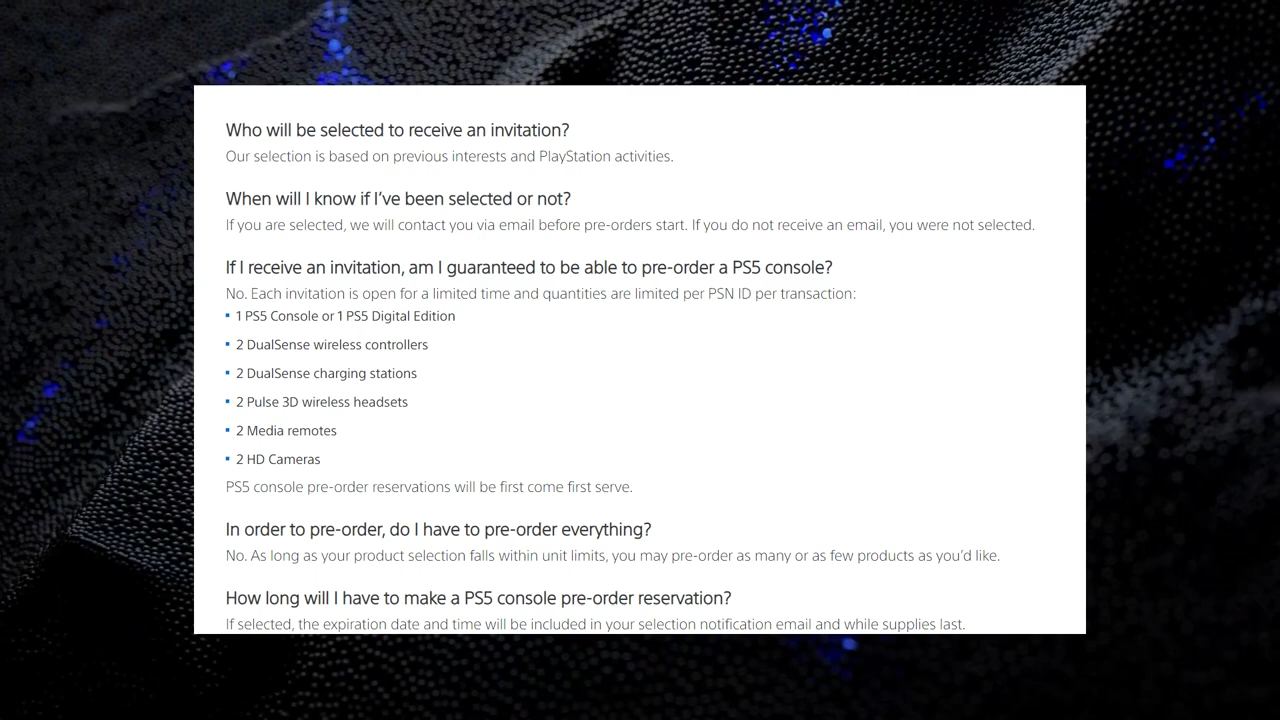 Who will be selected to receive an invitation?
Our selection is based on previous interests and PlayStation activities.
When will I know if I've been selected or not?
If you are selected, we will contact you via email before pre-orders start. If you do not receive an email, you were not selected.
If I receive an invitation, am I guaranteed to be able to pre-order a PS5 console?
No. Each invitation is open for a limited time and quantities are limited per PSN ID per transaction:
▪ 1 PS5 Console or 1 PS5 Digital Edition
▪ 2 DualSense wireless controllers
▪ 2 DualSense charging stations
▪ 2 Pulse 3D wireless headsets
▪ 2 Media remotes
▪ 2 HD Cameras
PS5 console pre-order reservations will be first come first serve.
In order to pre-order, do I have to pre-order everything?
No. As long as your product selection falls within unit limits, you may pre-order as many or as few products as you'd like.
How long will I have to make a PS5 console pre-order reservation?
If selected, the expiration date and time will be included in your selection notification email and while supplies last.